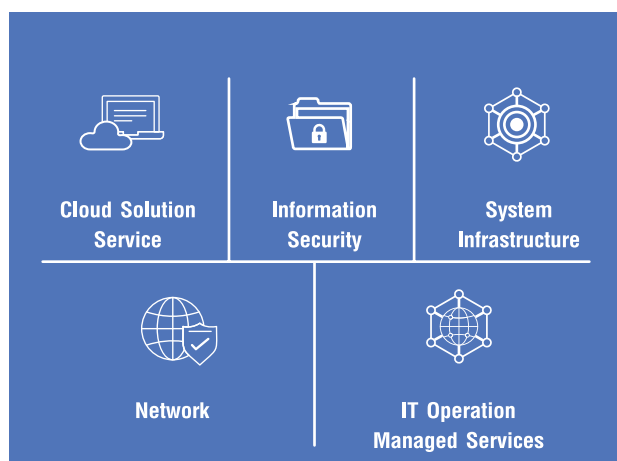 Cloud Solution
Service
Information
Security
System
Infrastructure
Network
IT Operation
Managed Services